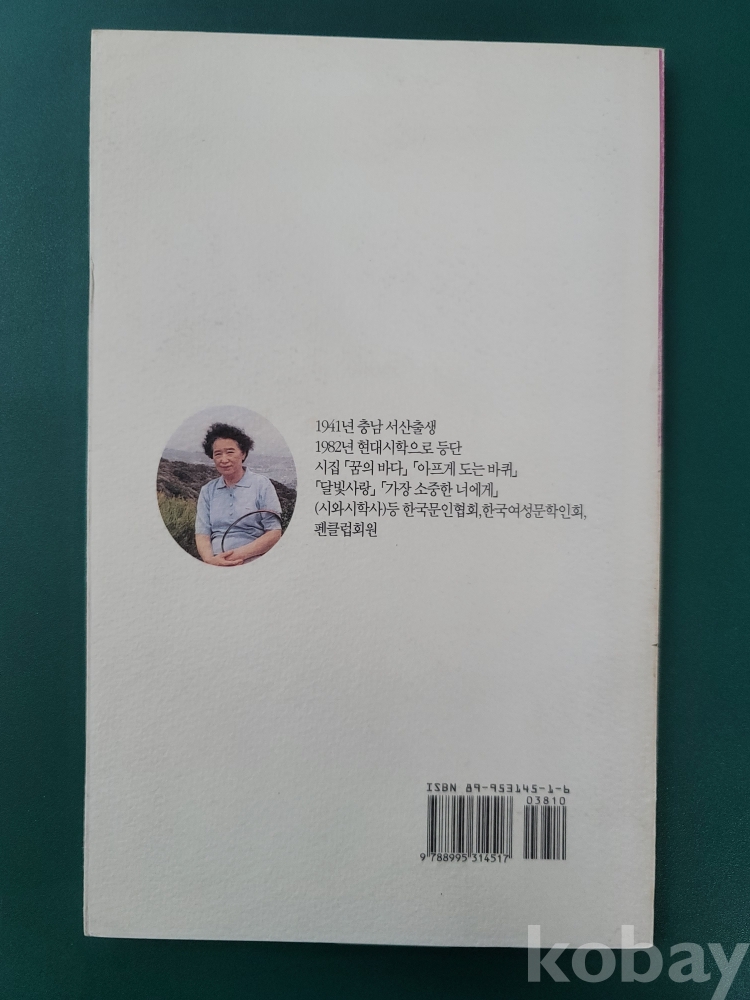 1941년 충남 서산출생
1982년 현대시학으로 등단
시집 「꿈의 바다」, 「아프게 도는 바퀴」
「달빛사랑」, 「가장 소중한 너에게」
(시와시학사)등 한국문인협회,한국여성문학인회,
펜클럽회원
ISBN 89-953145-1-6
03810
9 788995 314517
kobay